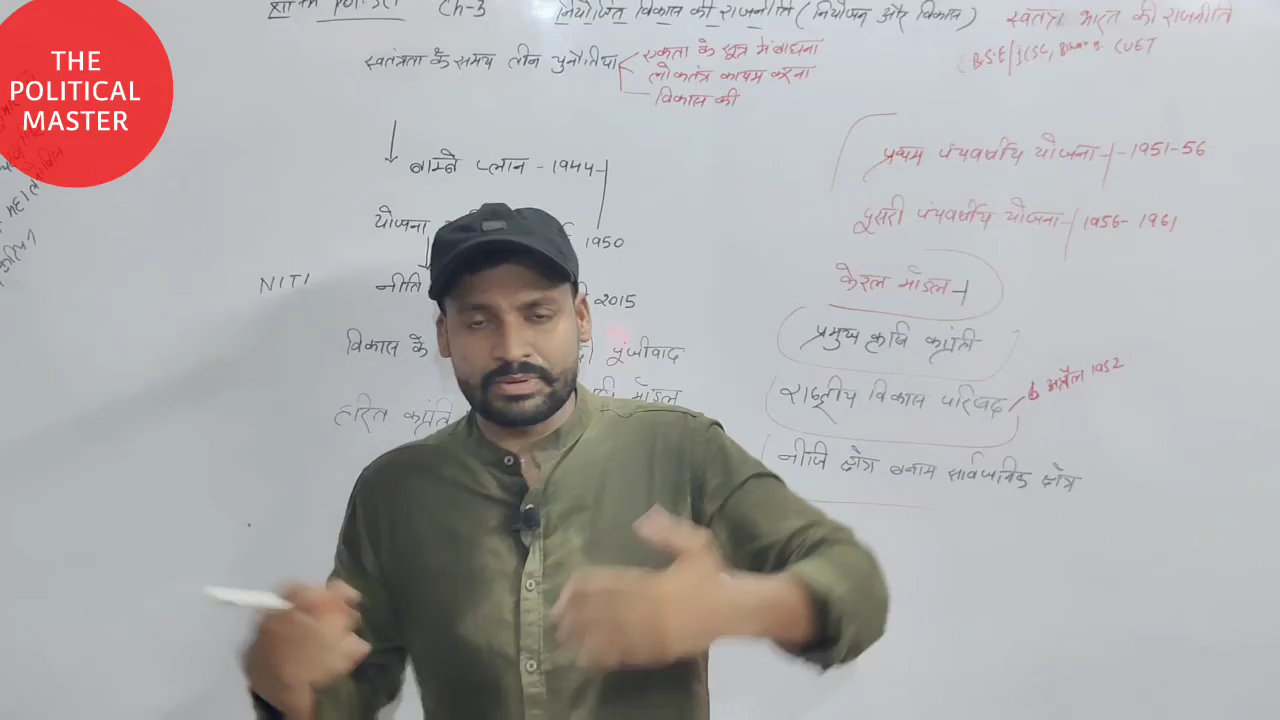 THE
POLITICAL
MASTER
Ch-3
नियोजित विकास की राजनीति (नियोजन और विकास)
स्वतंत्र भारत की राजनीति
CBSE/ICSC, Bihar B. CUET
स्वतंत्रता के समय तीन चुनौतियां
एकता के सूत्र में बांधना
लोकतंत्र कायम करना
विकास की
बाम्बे प्लान - 1944
योजना
1950
NITI
नीति
2015
विकास के
पूंजीवाद
हरित क्रांति
मॉडल
प्रथम पंचवर्षीय योजना - 1951-56
दूसरी पंचवर्षीय योजना - 1956-1961
केरल मॉडल
प्रमुख कृषि क्रांती
राष्ट्रीय विकास परिषद 6 अप्रैल 1952
नीजि क्षेत्र बनाम सार्वजनिक क्षेत्र